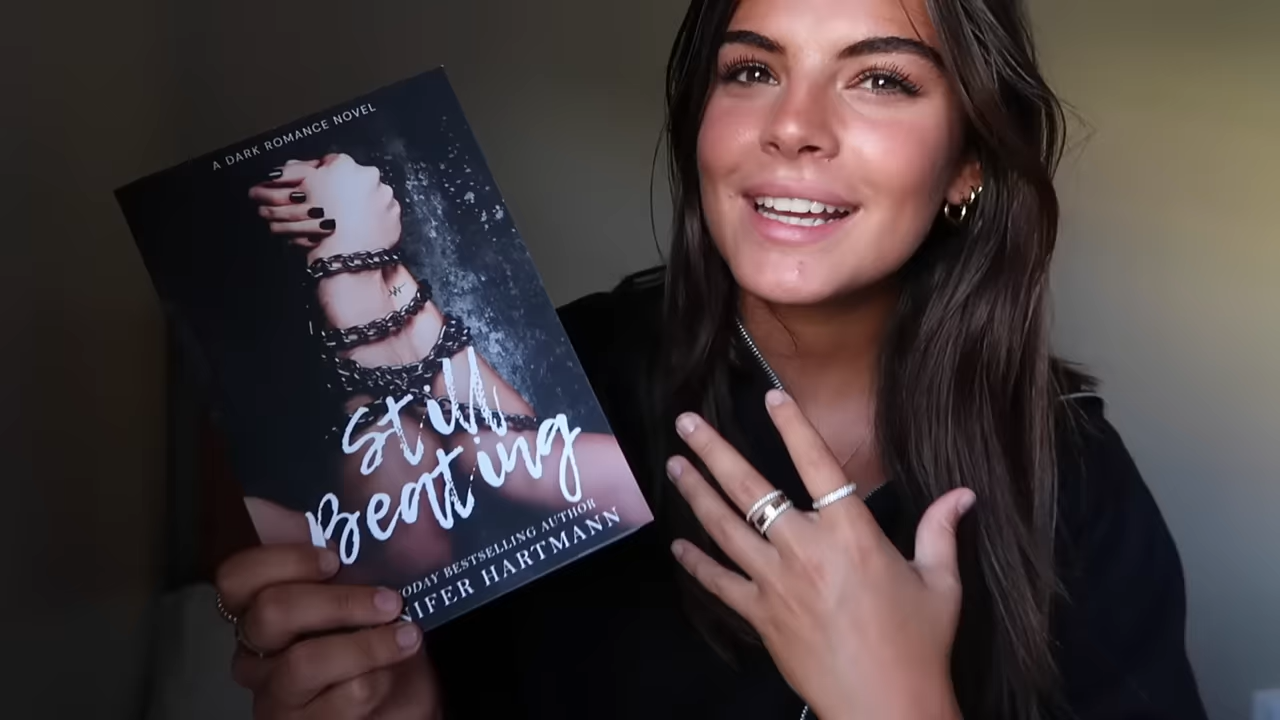 A DARK ROMANCE NOVEL
Still
Beating
TODAY BESTSELLING AUTHOR
NIFER HARTMANN